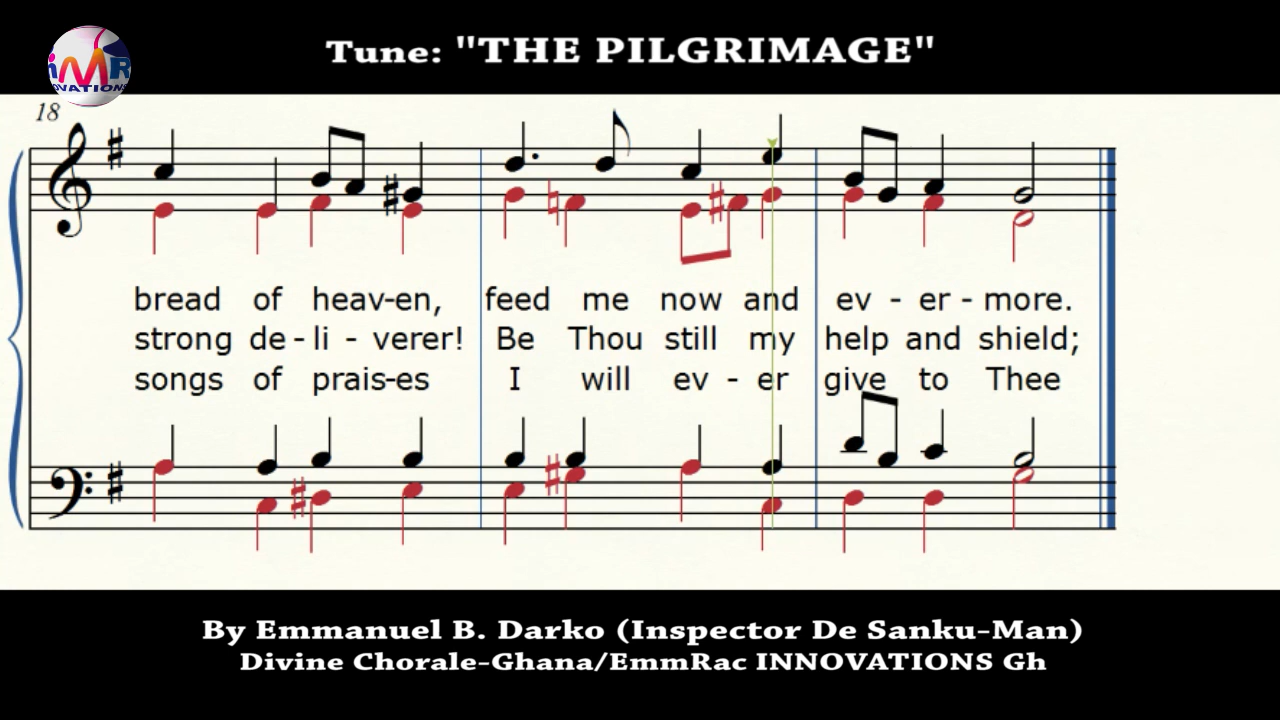 iMR
OVATIONS
Tune: "THE PILGRIMAGE"
18
bread of heav-en, feed me now and ev - er - more.
strong de - li - verer! Be Thou still my help and shield;
songs of prais-es I will ev - er give to Thee
By Emmanuel B. Darko (Inspector De Sanku-Man)
Divine Chorale-Ghana/EmmRac INNOVATIONS Gh